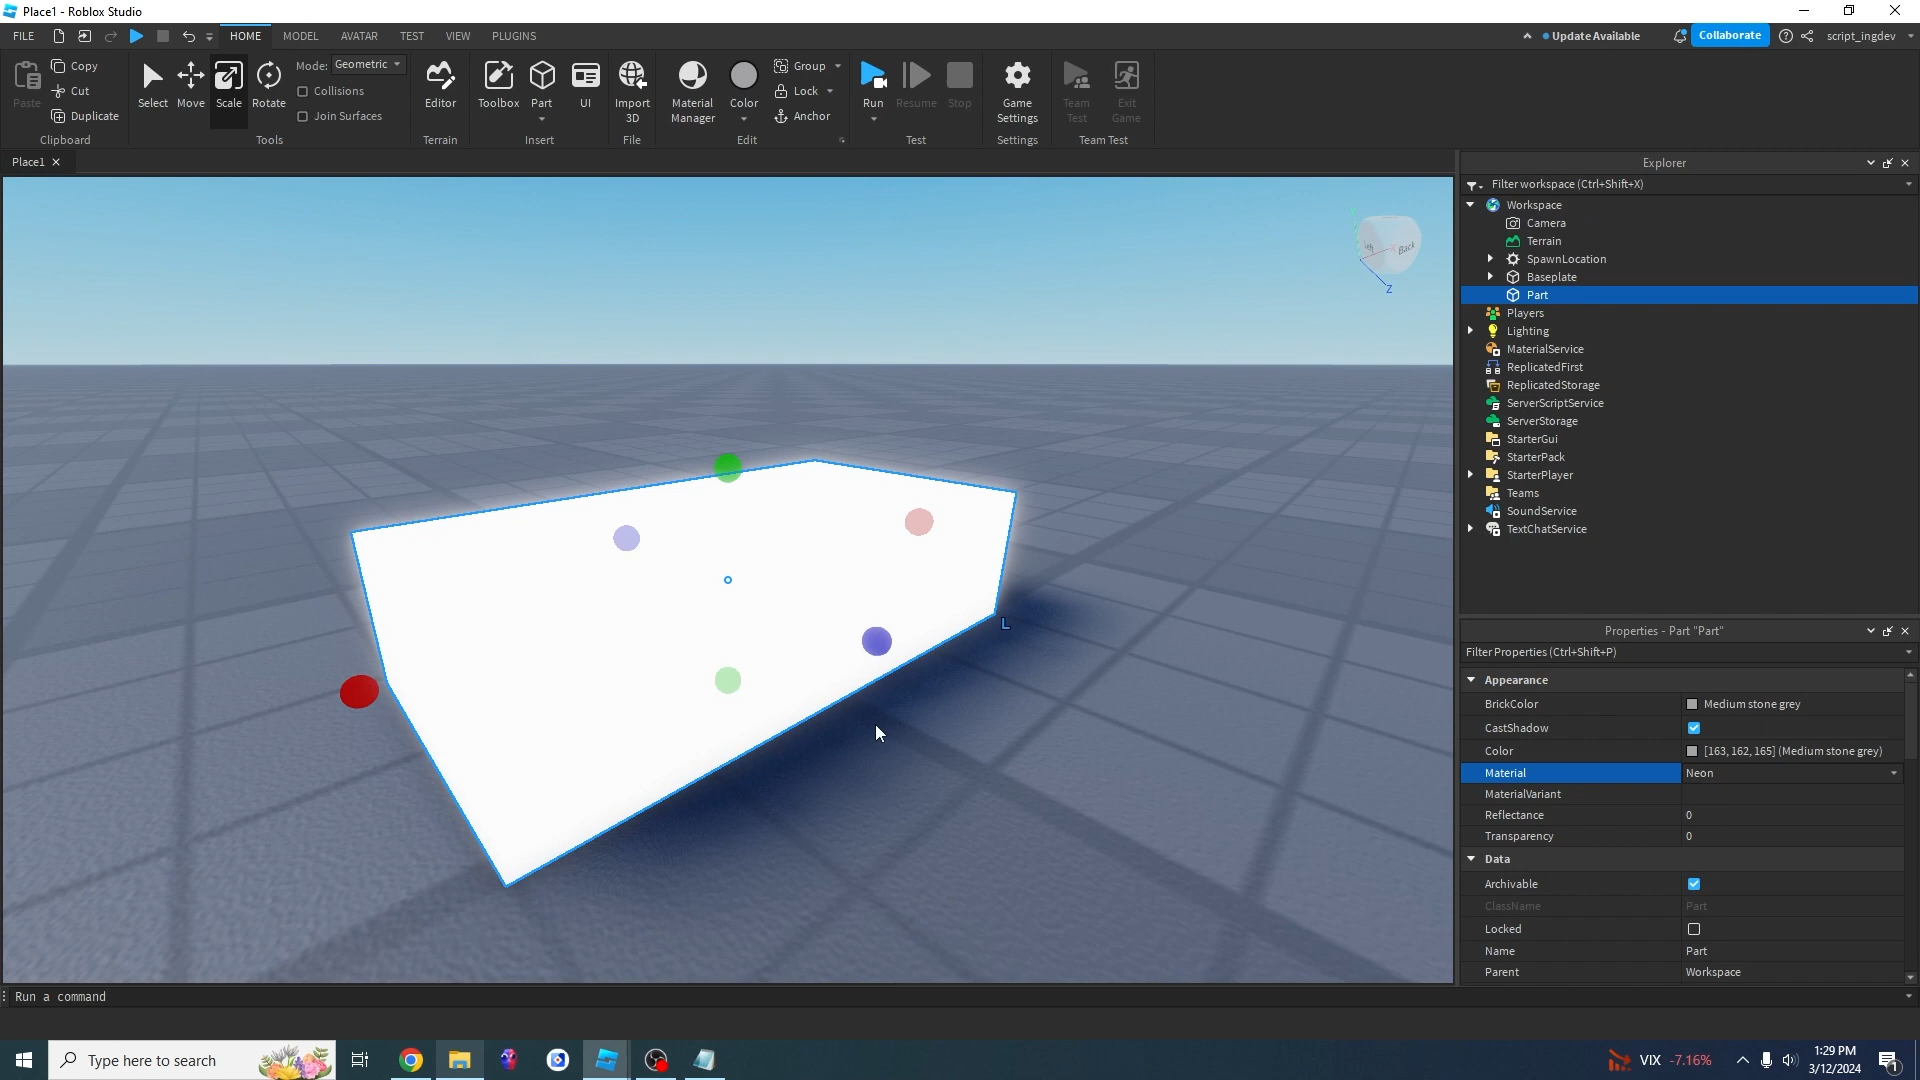 Place1 - Roblox Studio
FILE HOME MODEL AVATAR TEST VIEW PLUGINS Update Available Collaborate script_ingdev
Paste Copy Cut Duplicate Select Move Scale Rotate Mode: Geometric Collisions Join Surfaces Editor Toolbox Part UI Import 3D Material Manager Color Group Lock Anchor Run Resume Stop Game Settings Team Test Exit Game
Clipboard Tools Terrain Insert File Edit Test Settings Team Test
Place1
Explorer
Filter workspace (Ctrl+Shift+X)
Workspace
Camera
Terrain
SpawnLocation
Baseplate
Part
Players
Lighting
MaterialService
ReplicatedFirst
ReplicatedStorage
ServerScriptService
ServerStorage
StarterGui
StarterPack
StarterPlayer
Teams
SoundService
TextChatService
Back
Z
L
Properties - Part "Part"
Filter Properties (Ctrl+Shift+P)
Appearance
BrickColor Medium stone grey
CastShadow
Color [163, 162, 165] (Medium stone grey)
Material Neon
MaterialVariant
Reflectance 0
Transparency 0
Data
Archivable
ClassName Part
Locked
Name Part
Parent Workspace
Run a command
Type here to search
VIX -7.16%
1:29 PM
3/12/2024
1